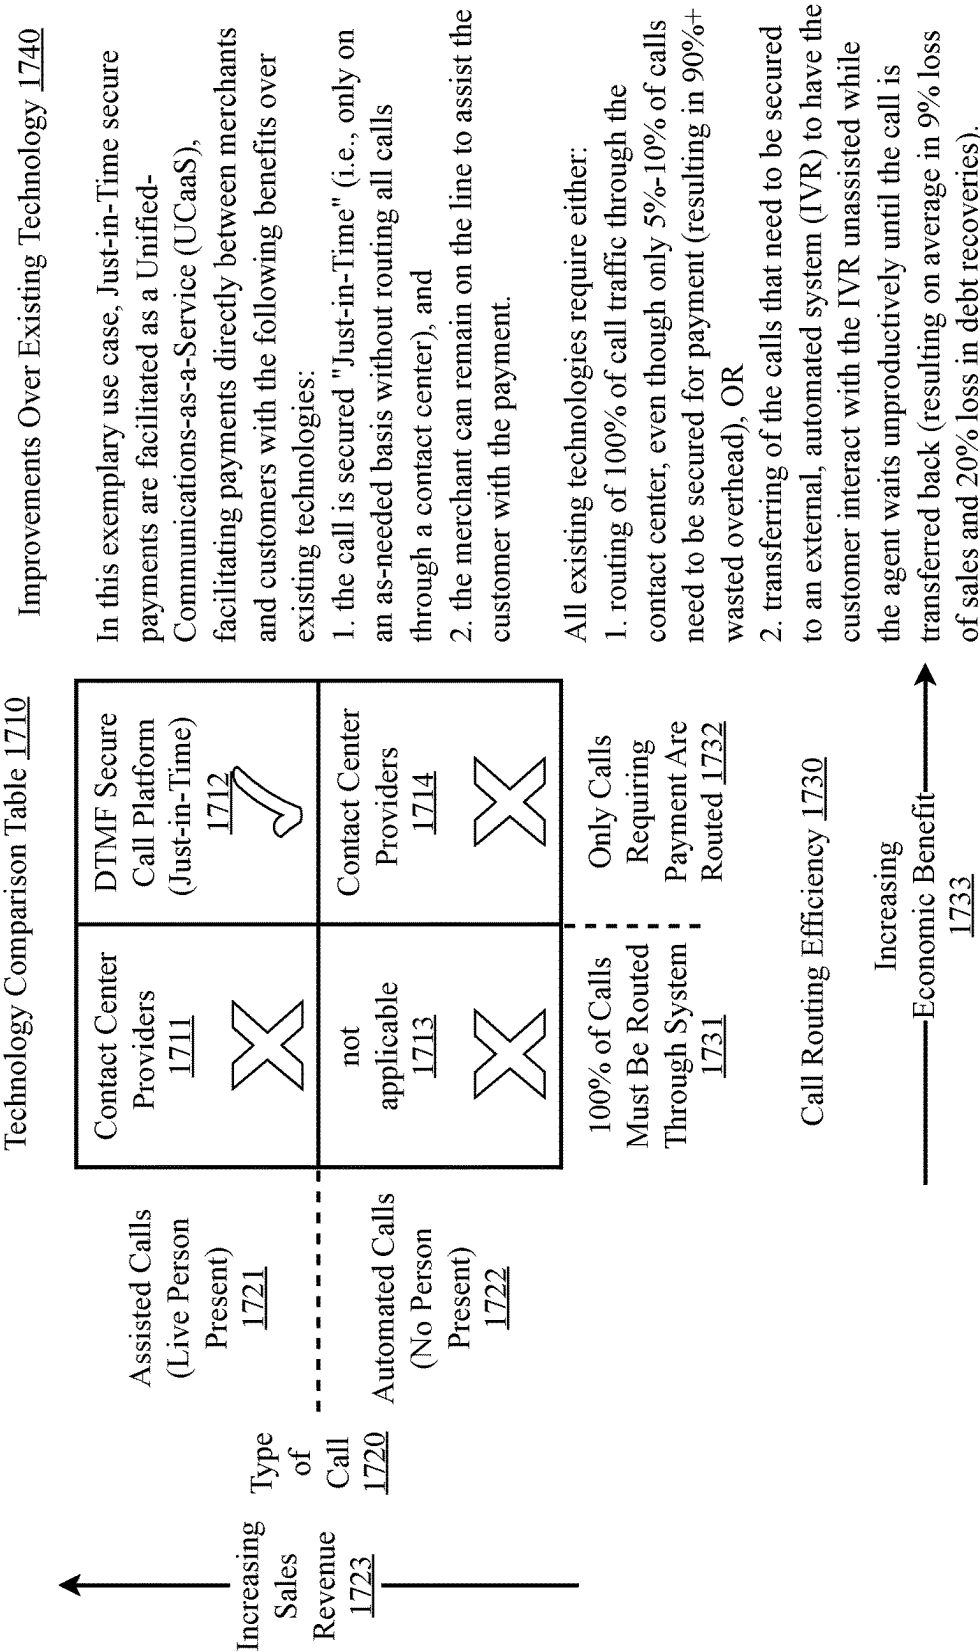 Technology Comparison Table 1710
Increasing
Sales
Revenue
1723
Type
of
Call
1720
Assisted Calls
(Live Person
Present)
1721
Automated Calls
(No Person
Present)
1722
Contact Center
Providers
1711
DTMF Secure
Call Platform
(Just-in-Time)
1712
not
applicable
1713
Contact Center
Providers
1714
100% of Calls
Must Be Routed
Through System
1731
Only Calls
Requiring
Payment Are
Routed 1732
Call Routing Efficiency 1730
Increasing
Economic Benefit
1733
Improvements Over Existing Technology 1740
In this exemplary use case, Just-in-Time secure
payments are facilitated as a Unified-
Communications-as-a-Service (UCaaS),
facilitating payments directly between merchants
and customers with the following benefits over
existing technologies:
1. the call is secured "Just-in-Time" (i.e., only on
an as-needed basis without routing all calls
through a contact center), and
2. the merchant can remain on the line to assist the
customer with the payment.
All existing technologies require either:
1. routing of 100% of call traffic through the
contact center, even though only 5%-10% of calls
need to be secured for payment (resulting in 90%+
wasted overhead), OR
2. transferring of the calls that need to be secured
to an external, automated system (IVR) to have the
customer interact with the IVR unassisted while
the agent waits unproductively until the call is
transferred back (resulting on average in 9% loss
of sales and 20% loss in debt recoveries).